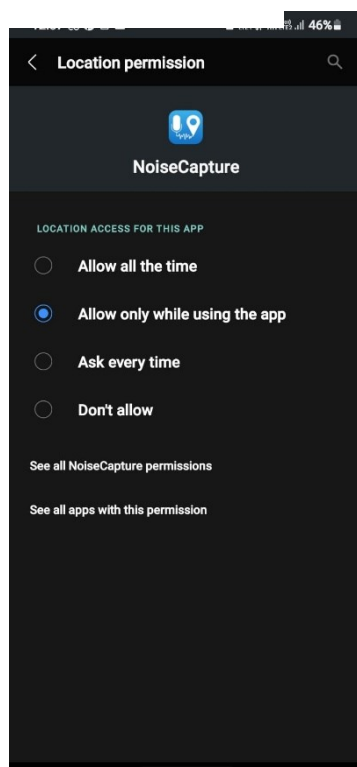 46%
Location permission
NoiseCapture
LOCATION ACCESS FOR THIS APP
Allow all the time
Allow only while using the app
Ask every time
Don't allow
See all NoiseCapture permissions
See all apps with this permission